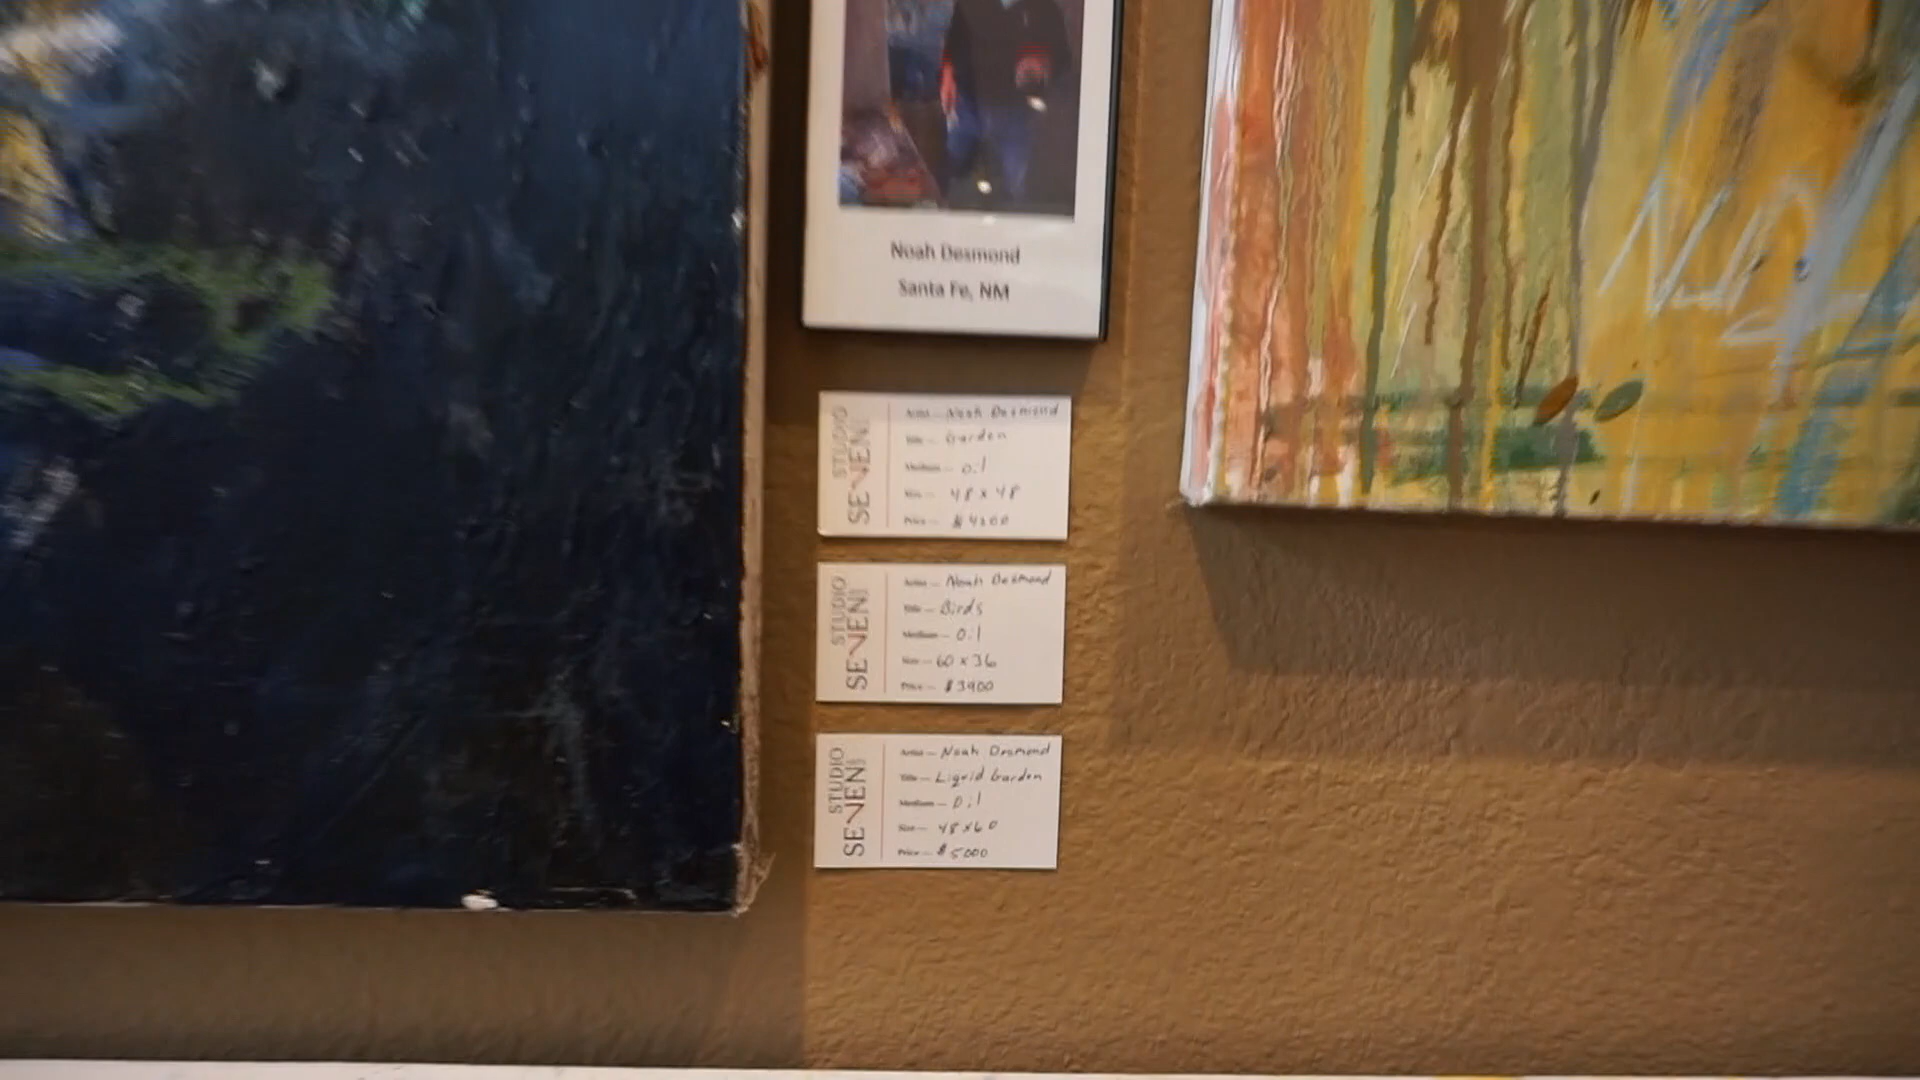 Noah Desmond
Santa Fe, NM
STUDIO
SEVEN
Artist — Noah Desmond
Title — Garden
Medium — Oil
Size — 48 x 48
Price —
STUDIO
SEVEN
Artist — Noah Desmond
Title — Birds
Medium — Oil
Size — 60 x 36
Price — $3900
STUDIO
SEVEN
Artist — Noah Desmond
Title — Liquid Garden
Medium — Oil
Size — 48 x 60
Price — $5000